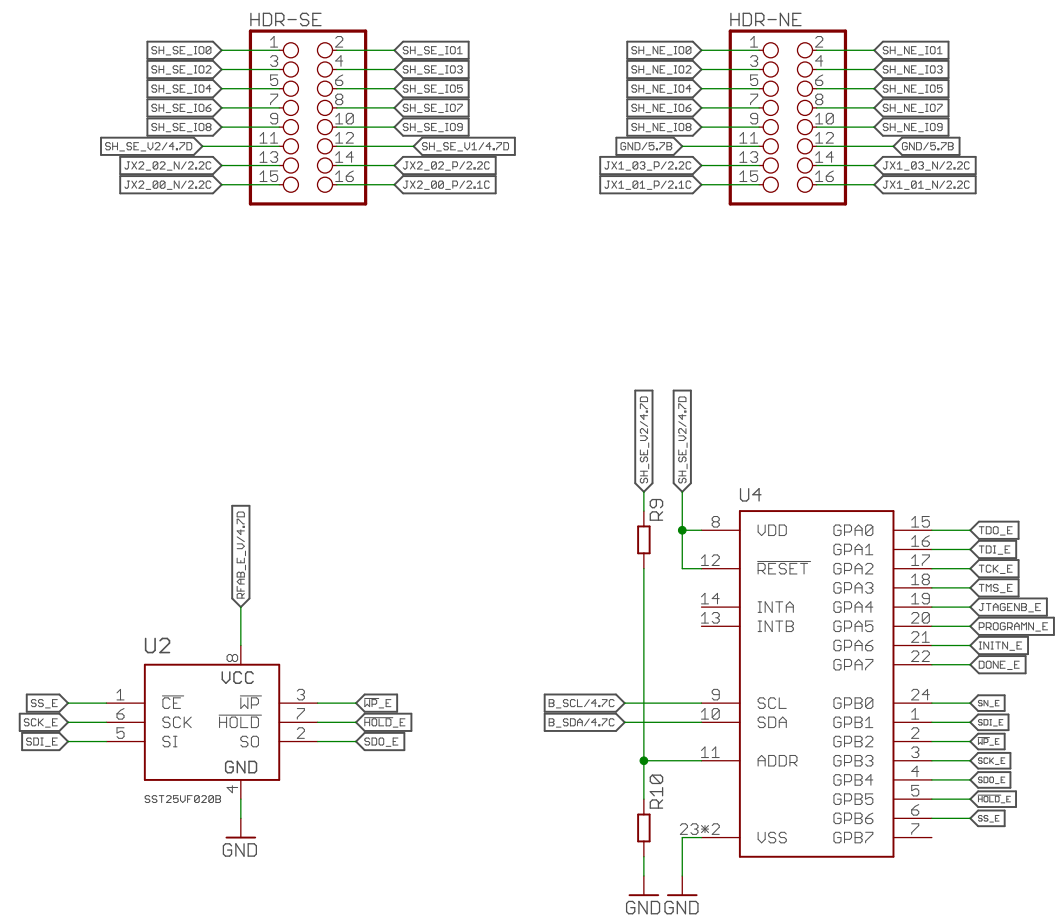 HDR-SE
SH_SE_IO0 1 2 SH_SE_IO1
SH_SE_IO2 3 4 SH_SE_IO3
SH_SE_IO4 5 6 SH_SE_IO5
SH_SE_IO6 7 8 SH_SE_IO7
SH_SE_IO8 9 10 SH_SE_IO9
SH_SE_V2/4.7D 11 12 SH_SE_V1/4.7D
JX2_02_N/2.2C 13 14 JX2_02_P/2.2C
JX2_00_N/2.2C 15 16 JX2_00_P/2.1C
HDR-NE
SH_NE_IO0 1 2 SH_NE_IO1
SH_NE_IO2 3 4 SH_NE_IO3
SH_NE_IO4 5 6 SH_NE_IO5
SH_NE_IO6 7 8 SH_NE_IO7
SH_NE_IO8 9 10 SH_NE_IO9
GND/5.7B 11 12 GND/5.7B
JX1_03_P/2.2C 13 14 JX1_03_N/2.2C
JX1_01_P/2.1C 15 16 JX1_01_N/2.2C
RFAB_E_V/4.7D
U2
8
VCC
SS_E 1 CE WP 3 WP_E
SCK_E 6 SCK HOLD 7 HOLD_E
SDI_E 5 SI SO 2 SDO_E
GND
4
SST25VF020B
GND
SH_SE_V2/4.7D
SH_SE_V2/4.7D
R9
U4
8 VDD GPA0 15 TDO_E
GPA1 16 TDI_E
12 RESET GPA2 17 TCK_E
GPA3 18 TMS_E
14 INTA GPA4 19 JTAGENB_E
13 INTB GPA5 20 PROGRAMN_E
GPA6 21 INITN_E
GPA7 22 DONE_E
B_SCL/4.7C 9 SCL GPB0 24 SN_E
B_SDA/4.7C 10 SDA GPB1 1 SDI_E
GPB2 2 WP_E
11 ADDR GPB3 3 SCK_E
GPB4 4 SDO_E
R10
GPB5 5 HOLD_E
GPB6 6 SS_E
23*2 VSS GPB7 7
GND GND